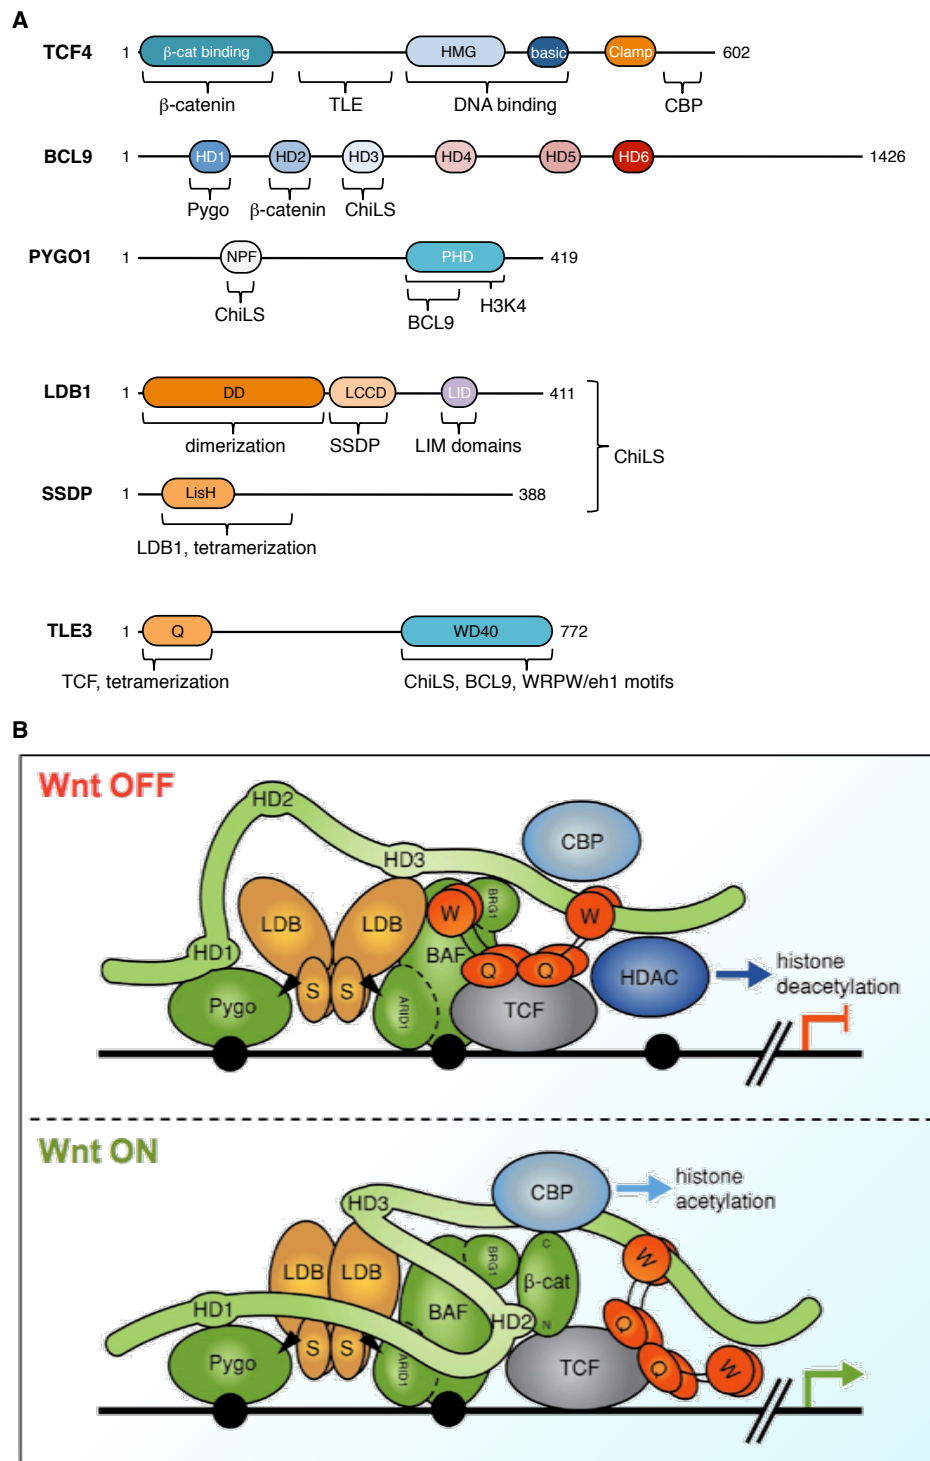 A
TCF4 1 β-cat binding HMG basic Clamp 602
β-catenin TLE DNA binding CBP
BCL9 1 HD1 HD2 HD3 HD4 HD5 HD6 1426
Pygo β-catenin ChiLS
PYGO1 1 NPF PHD 419
ChiLS H3K4
BCL9
LDB1 1 DD LCCD LID 411
dimerization SSDP LIM domains
ChiLS
SSDP 1 LisH 388
LDB1, tetramerization
TLE3 1 Q WD40 772
TCF, tetramerization ChiLS, BCL9, WRPW/eh1 motifs
B
Wnt OFF
HD2
CBP
HD3
LDB LDB W BRG1 W
HD1 BAF
Q Q HDAC histone
deacetylation
Pygo S S ARID1 TCF
Wnt ON
CBP histone
acetylation
HD3
C
LDB LDB BRG1 β-cat W
HD1 BAF HD2 N Q
Pygo S S ARID1 TCF Q W